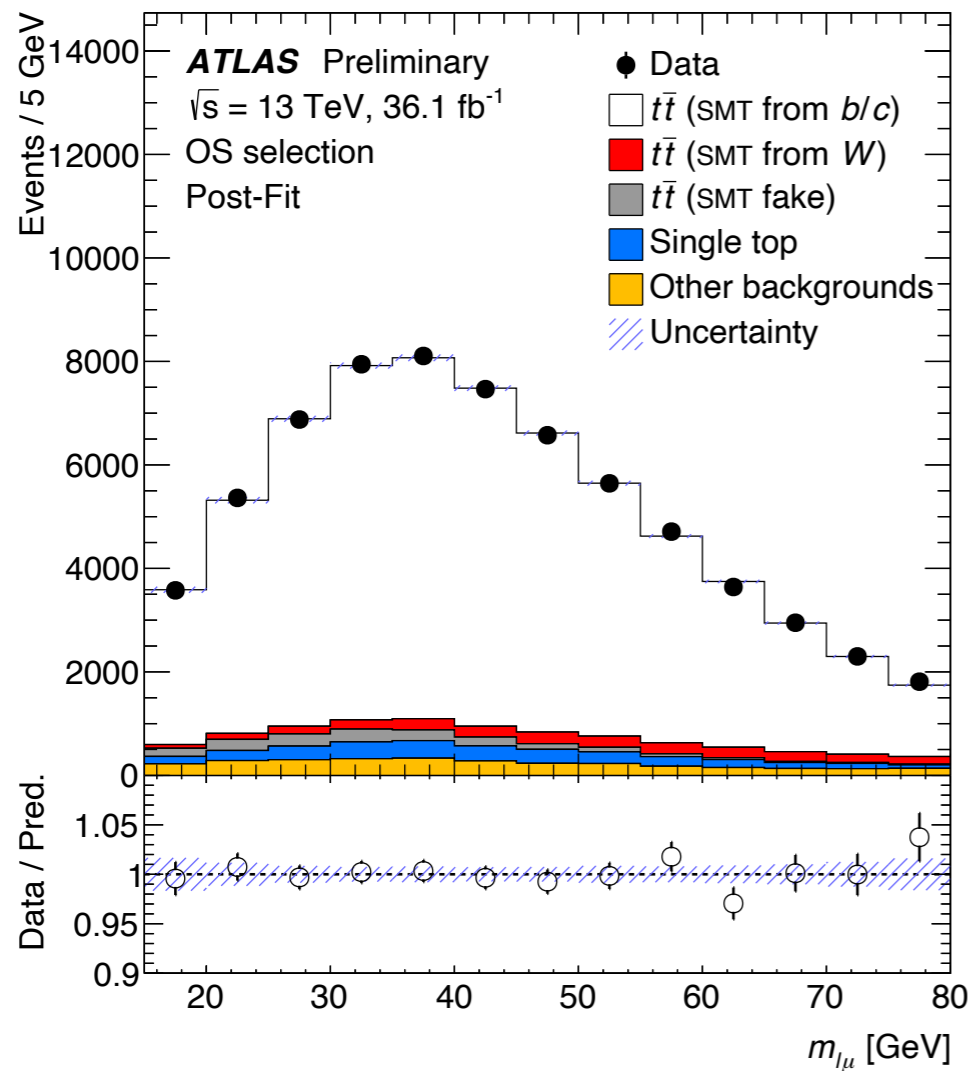 Events / 5 GeV
14000
12000
10000
8000
6000
4000
2000
0
ATLAS Preliminary
√s = 13 TeV, 36.1 fb⁻¹
OS selection
Post-Fit
Data
tt̄ (SMT from b/c)
tt̄ (SMT from W)
tt̄ (SMT fake)
Single top
Other backgrounds
Uncertainty
Data / Pred.
1.05
1
0.95
0.9
20 30 40 50 60 70 80
m_lμ [GeV]